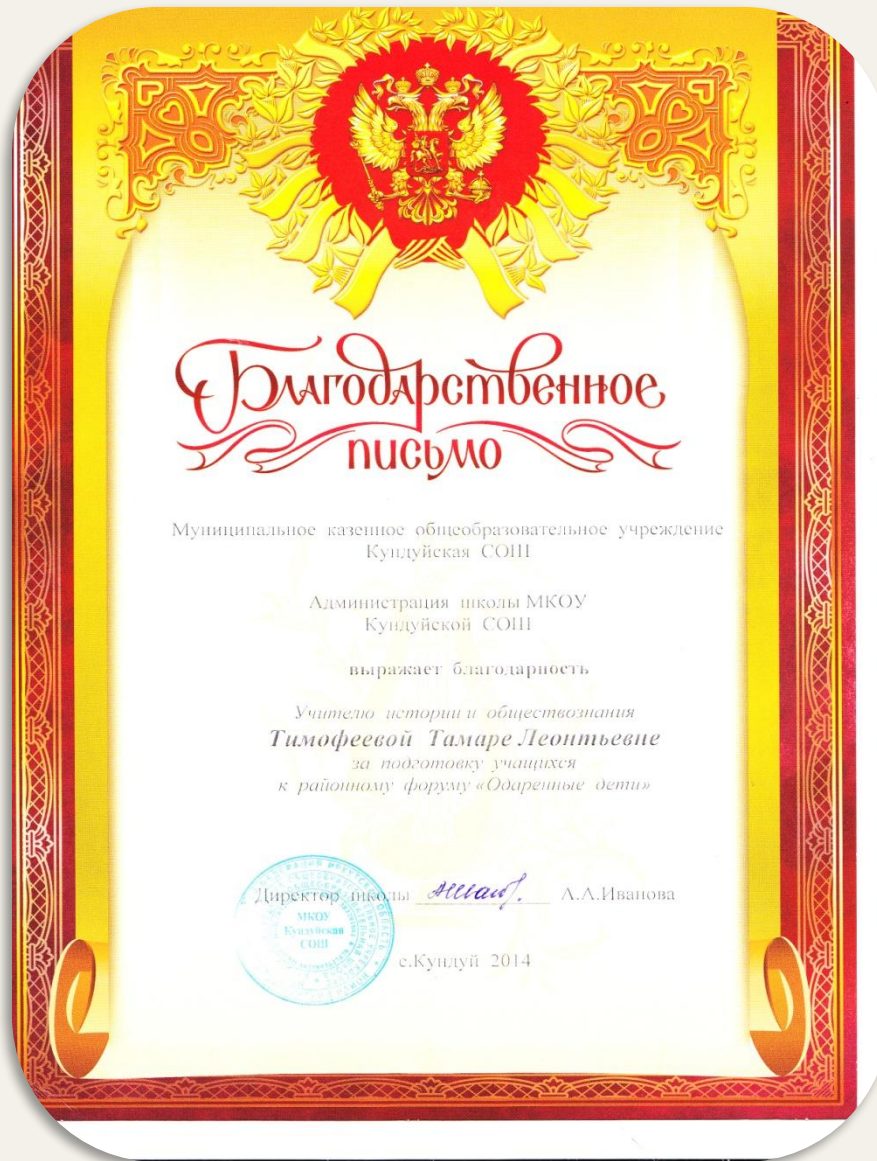 Благодарственное
письмо
Муниципальное казенное общеобразовательное учреждение
Кундуйская СОШ
Администрация школы МКОУ
Кундуйской СОШ
выражает благодарность
Учителю истории и обществознания
Тимофеевой Тамаре Леонтьевне
за подготовку учащихся
к районному форуму «Одаренные дети»
Директор школы А.А.Иванова
МКОУ
Кундуйская
СОШ
с.Кундуй 2014